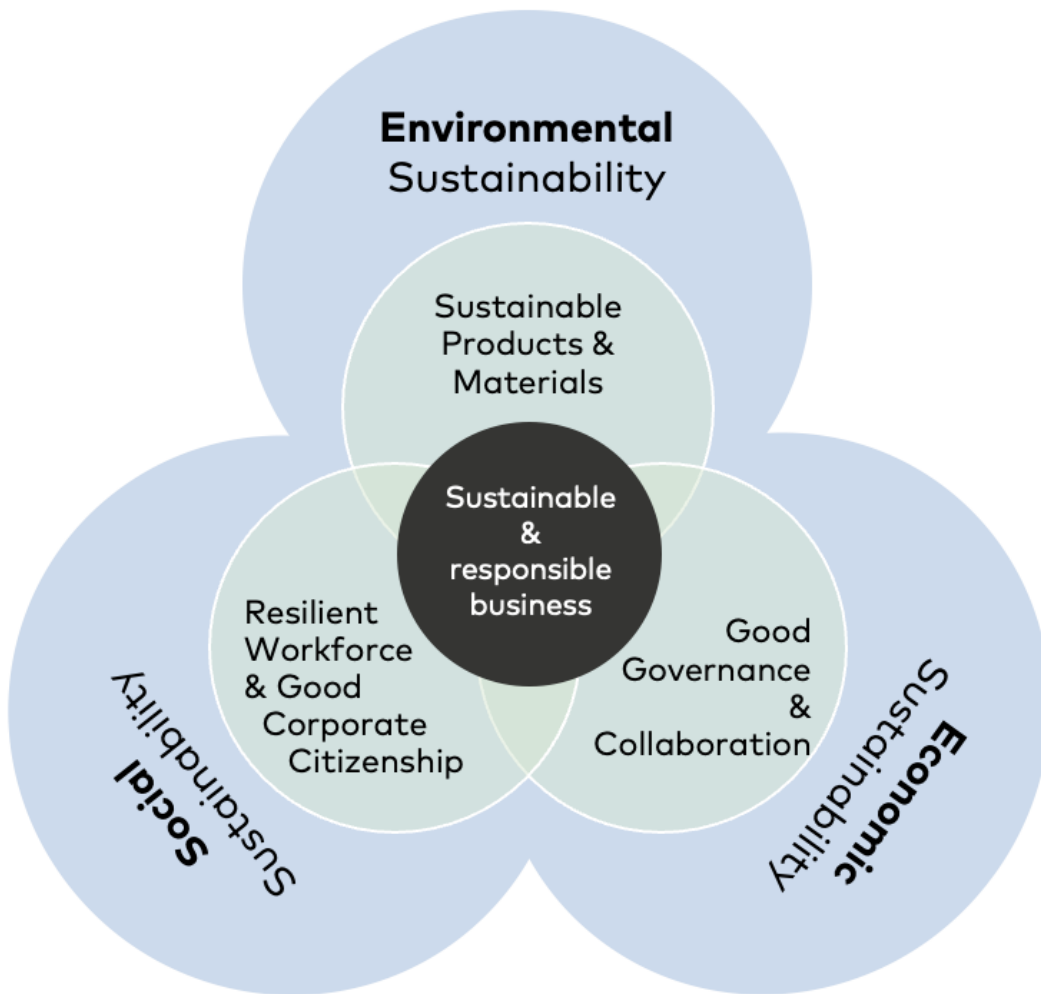 Environmental
Sustainability
Sustainable
Products &
Materials
Sustainable
&
responsible
business
Resilient
Workforce
& Good
Corporate
Citizenship
Good
Governance
&
Collaboration
Social
Sustainability
Economic
Sustainability